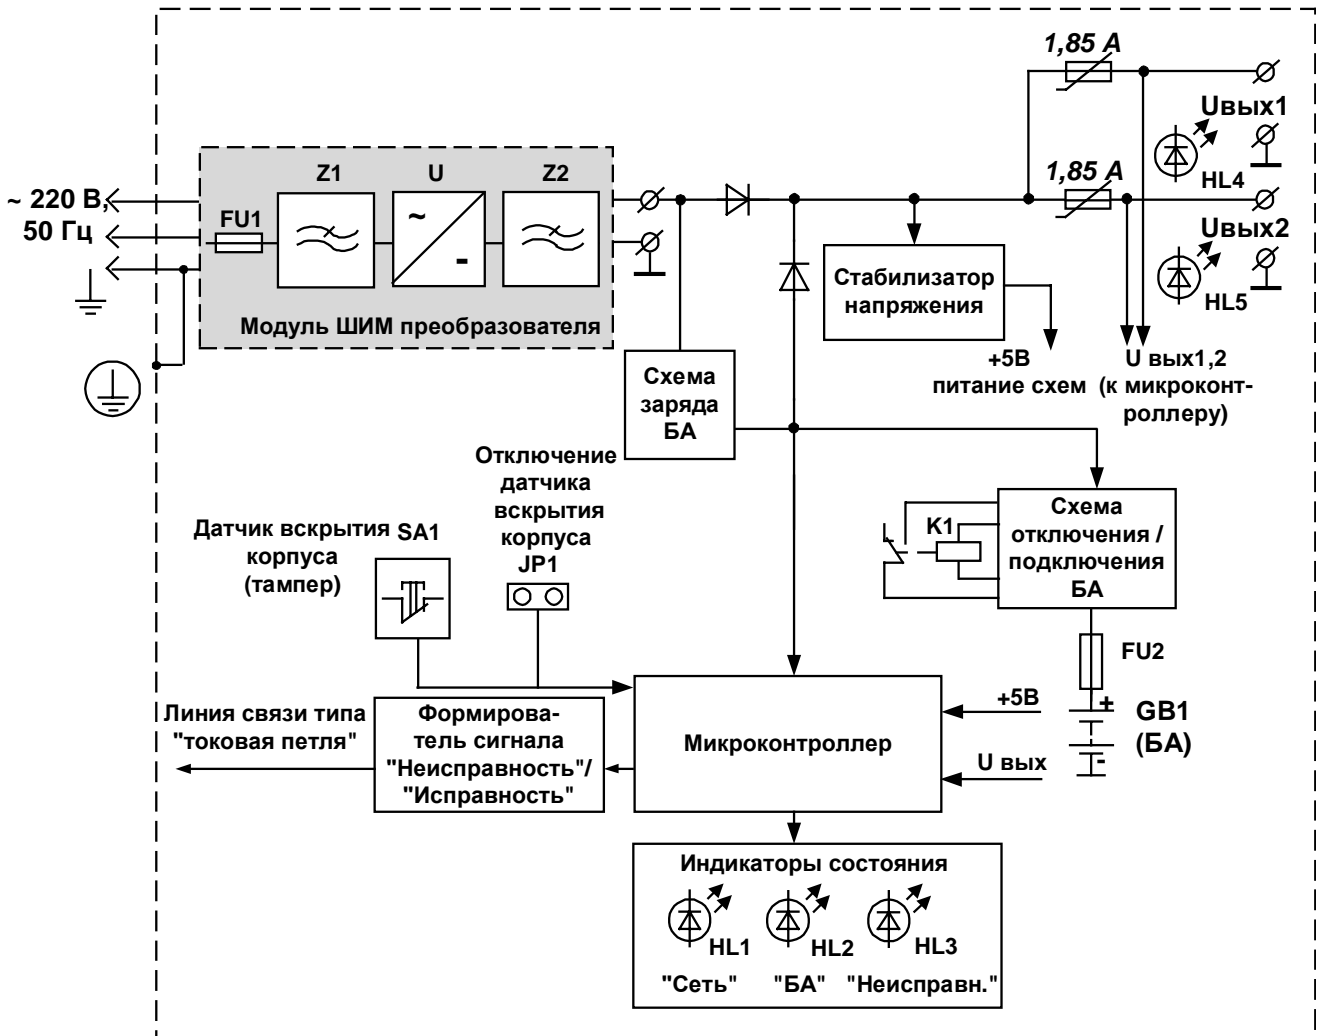 1,85 А
Uвых1
HL4
1,85 А
Uвых2
HL5
~ 220 В,
50 Гц
Z1
U
Z2
FU1
~
-
Модуль ШИМ преобразователя
Стабилизатор
напряжения
+5В
питание схем
U вых1,2
(к микроконт-
роллеру)
Схема
заряда
БА
Отключение
датчика
вскрытия
корпуса
JP1
Датчик вскрытия
корпуса
(тампер)
SA1
K1
Схема
отключения /
подключения
БА
FU2
+
-
GB1
(БА)
Линия связи типа
"токовая петля"
Формирова-
тель сигнала
"Неисправность"/
"Исправность"
Микроконтроллер
+5В
U вых
Индикаторы состояния
HL1
HL2
HL3
"Сеть"
"БА"
"Неисправн."